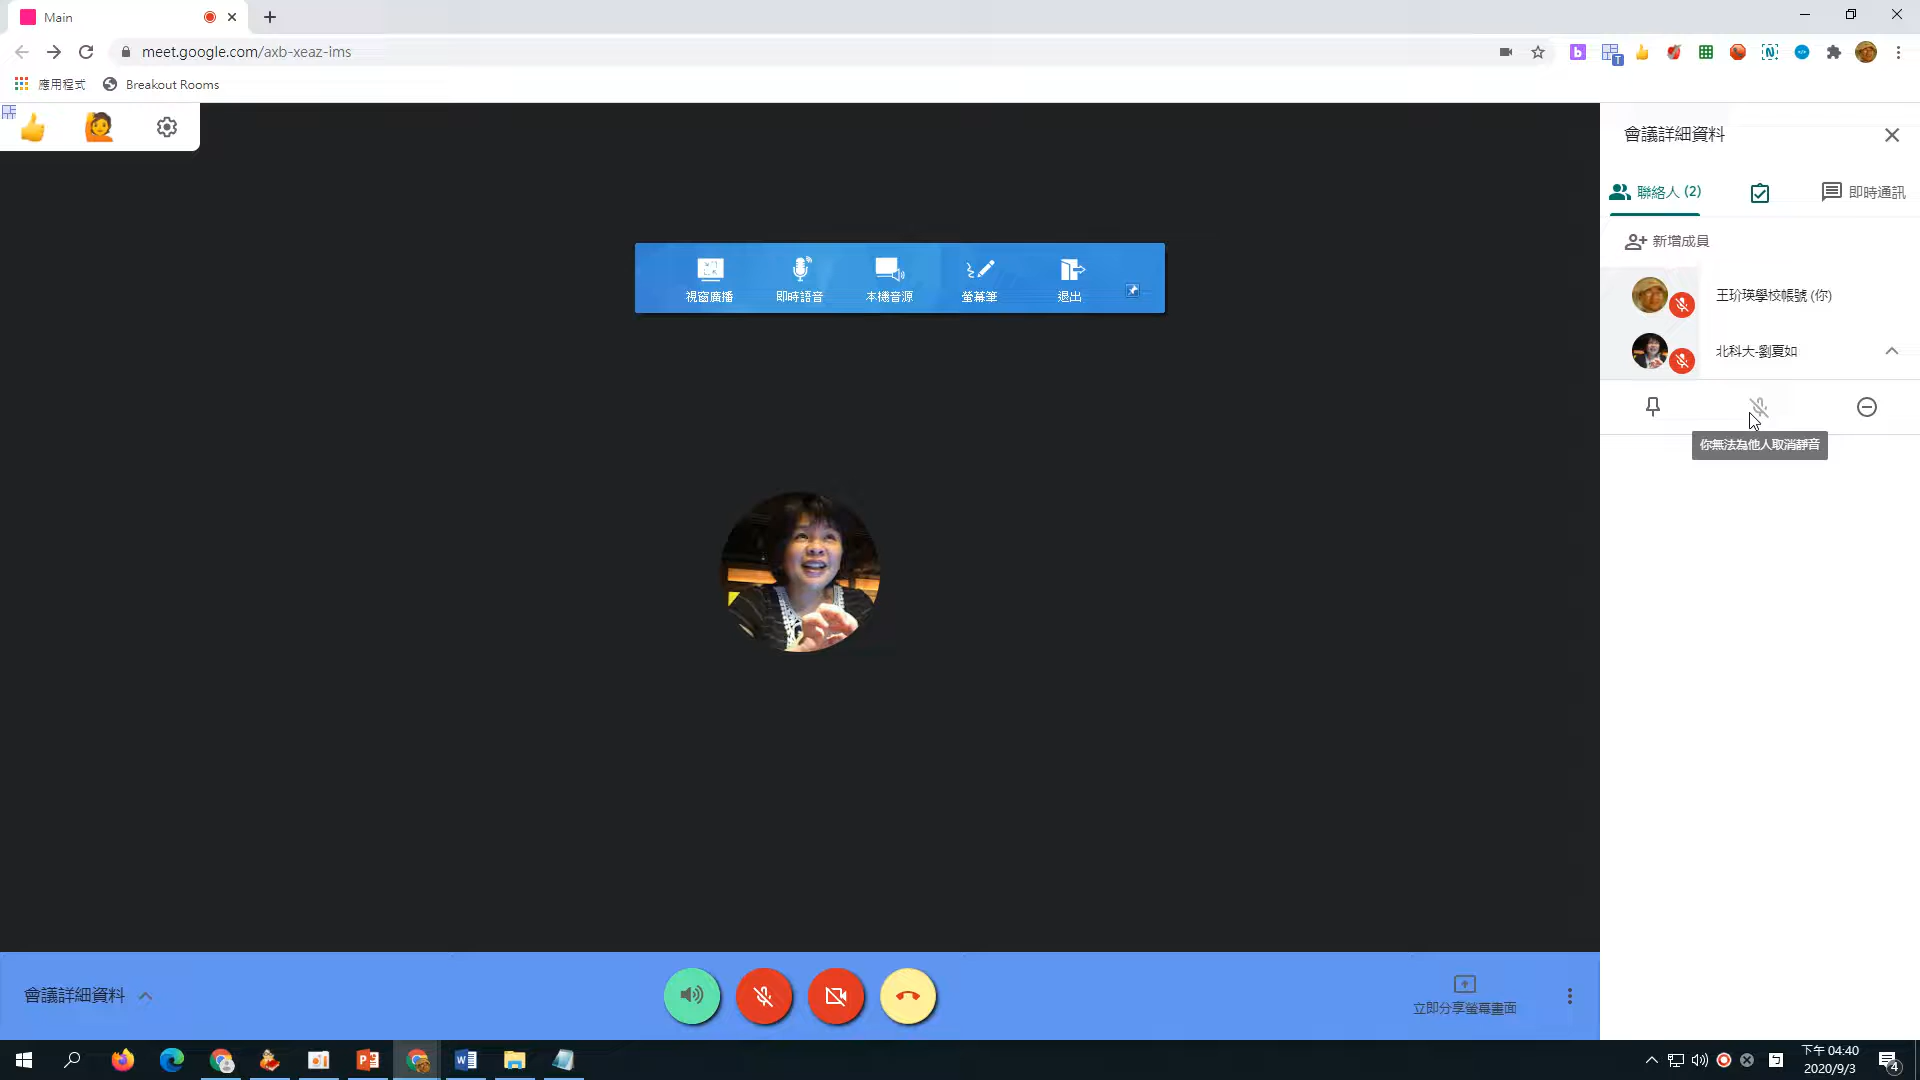 Main
meet.google.com/axb-xeaz-ims
應用程式
Breakout Rooms
會議詳細資料
聯絡人 (2)
即時通訊
新增成員
視窗廣播
即時語音
本機音源
螢幕筆
退出
王玠瑛學校帳號 (你)
北科大-劉夏如
你無法為他人取消靜音
會議詳細資料
立即分享螢幕畫面
下午 04:40
2020/9/3
4